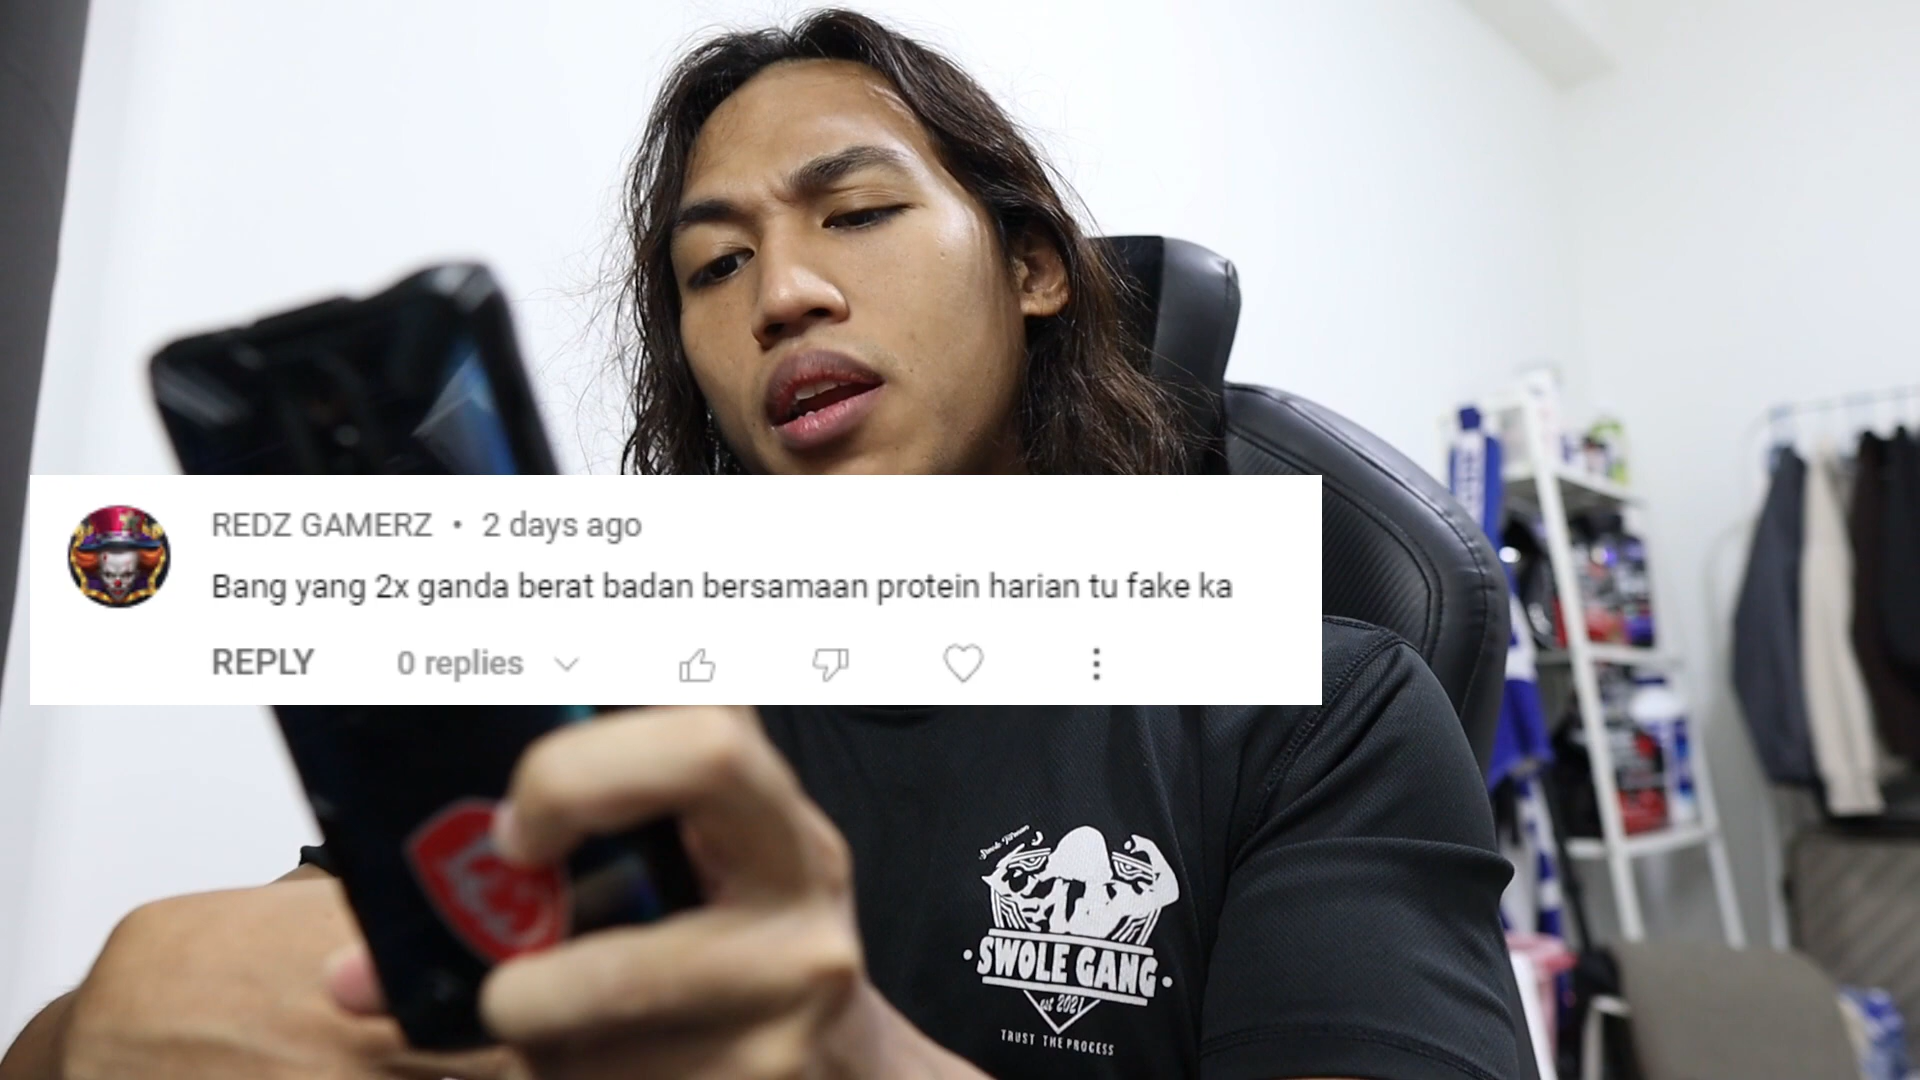 REDZ GAMERZ • 2 days ago
Bang yang 2x ganda berat badan bersamaan protein harian tu fake ka
REPLY 0 replies
SWOLE GANG
est 2021
TRUST THE PROCESS